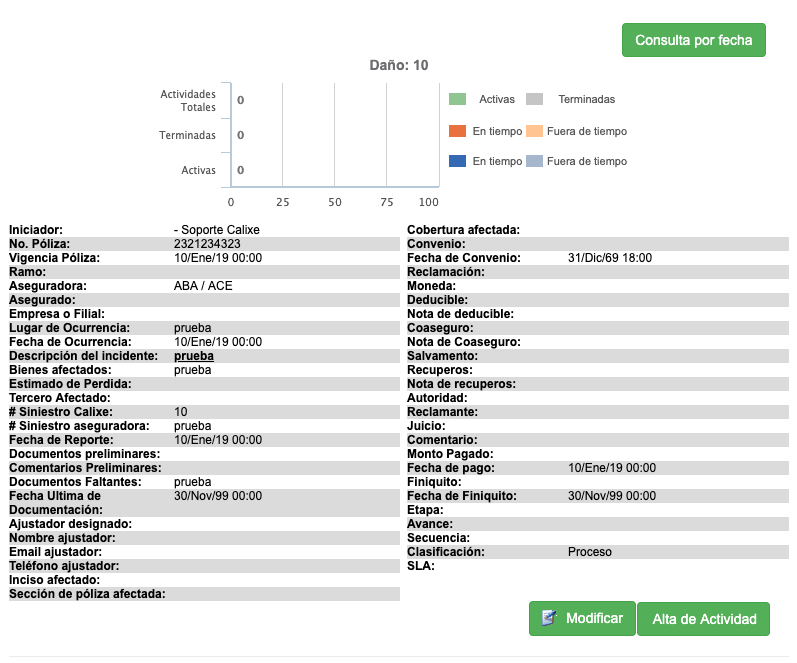 Consulta por fecha
Daño: 10
Actividades
Totales
0
Terminadas
0
Activas
0
0 25 50 75 100
Activas Terminadas
En tiempo Fuera de tiempo
En tiempo Fuera de tiempo
Iniciador: - Soporte Calixe
No. Póliza: 2321234323
Vigencia Póliza: 10/Ene/19 00:00
Ramo:
Aseguradora: ABA / ACE
Asegurado:
Empresa o Filial:
Lugar de Ocurrencia: prueba
Fecha de Ocurrencia: 10/Ene/19 00:00
Descripción del incidente: prueba
Bienes afectados: prueba
Estimado de Perdida:
Tercero Afectado:
# Siniestro Calixe: 10
# Siniestro aseguradora: prueba
Fecha de Reporte: 10/Ene/19 00:00
Documentos preliminares:
Comentarios Preliminares:
Documentos Faltantes: prueba
Fecha Ultima de 30/Nov/99 00:00
Documentación:
Ajustador designado:
Nombre ajustador:
Email ajustador:
Teléfono ajustador:
Inciso afectado:
Sección de póliza afectada:
Cobertura afectada:
Convenio:
Fecha de Convenio: 31/Dic/69 18:00
Reclamación:
Moneda:
Deducible:
Nota de deducible:
Coaseguro:
Nota de Coaseguro:
Salvamento:
Recuperos:
Nota de recuperos:
Autoridad:
Reclamante:
Juicio:
Comentario:
Monto Pagado:
Fecha de pago: 10/Ene/19 00:00
Finiquito:
Fecha de Finiquito: 30/Nov/99 00:00
Etapa:
Avance:
Secuencia:
Clasificación: Proceso
SLA:
Modificar
Alta de Actividad